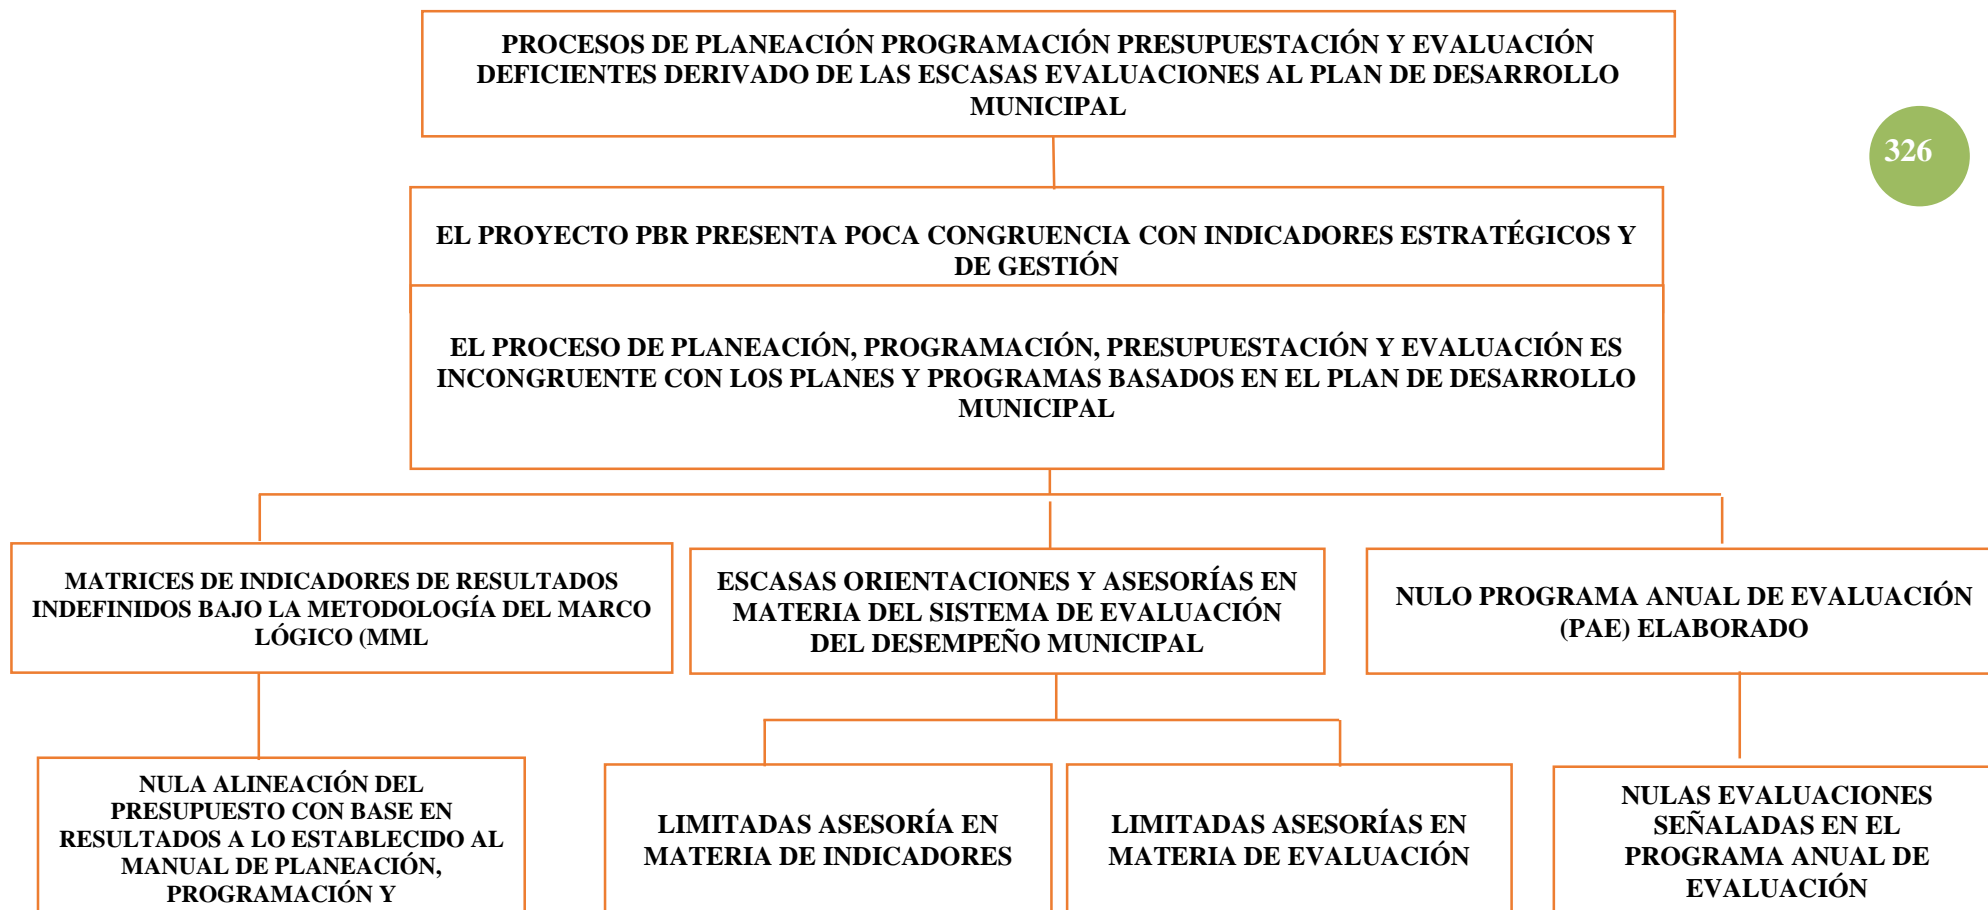 PROCESOS DE PLANEACIÓN PROGRAMACIÓN PRESUPUESTACIÓN Y EVALUACIÓN
DEFICIENTES DERIVADO DE LAS ESCASAS EVALUACIONES AL PLAN DE DESARROLLO
MUNICIPAL
326
EL PROYECTO PBR PRESENTA POCA CONGRUENCIA CON INDICADORES ESTRATÉGICOS Y
DE GESTIÓN
EL PROCESO DE PLANEACIÓN, PROGRAMACIÓN, PRESUPUESTACIÓN Y EVALUACIÓN ES
INCONGRUENTE CON LOS PLANES Y PROGRAMAS BASADOS EN EL PLAN DE DESARROLLO
MUNICIPAL
MATRICES DE INDICADORES DE RESULTADOS
INDEFINIDOS BAJO LA METODOLOGÍA DEL MARCO
LÓGICO (MML
ESCASAS ORIENTACIONES Y ASESORÍAS EN
MATERIA DEL SISTEMA DE EVALUACIÓN
DEL DESEMPEÑO MUNICIPAL
NULO PROGRAMA ANUAL DE EVALUACIÓN
(PAE) ELABORADO
NULA ALINEACIÓN DEL
PRESUPUESTO CON BASE EN
RESULTADOS A LO ESTABLECIDO AL
MANUAL DE PLANEACIÓN,
PROGRAMACIÓN Y
LIMITADAS ASESORÍA EN
MATERIA DE INDICADORES
LIMITADAS ASESORÍAS EN
MATERIA DE EVALUACIÓN
NULAS EVALUACIONES
SEÑALADAS EN EL
PROGRAMA ANUAL DE
EVALUACIÓN